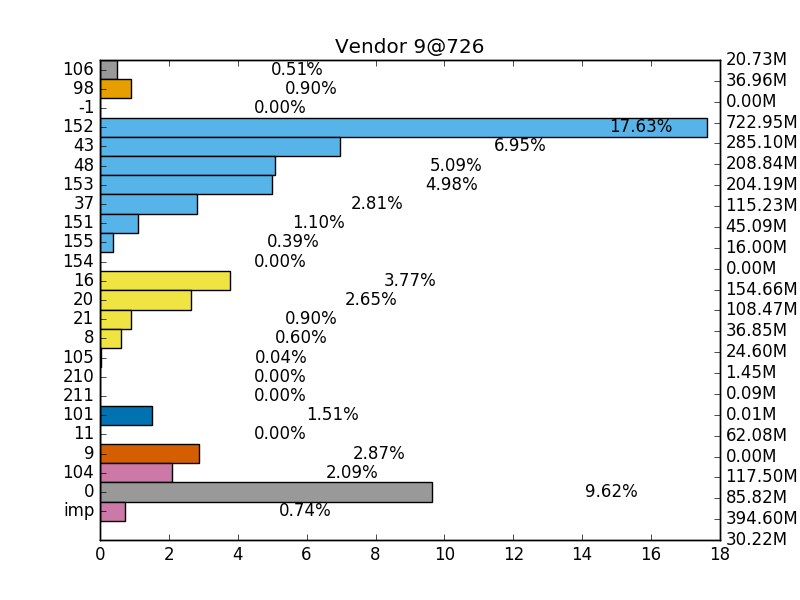 Vendor 9@726
106 0.51% 20.73M
98 0.90% 36.96M
-1 0.00% 0.00M
152 17.63% 722.95M
43 6.95% 285.10M
48 5.09% 208.84M
153 4.98% 204.19M
37 2.81% 115.23M
151 1.10% 45.09M
155 0.39% 16.00M
154 0.00% 0.00M
16 3.77% 154.66M
20 2.65% 108.47M
21 0.90% 36.85M
8 0.60% 24.60M
105 0.04% 1.45M
210 0.00% 0.09M
211 0.00% 0.01M
101 1.51% 62.08M
11 0.00% 0.00M
9 2.87% 117.50M
104 2.09% 85.82M
0 9.62% 394.60M
imp 0.74% 30.22M
0 2 4 6 8 10 12 14 16 18